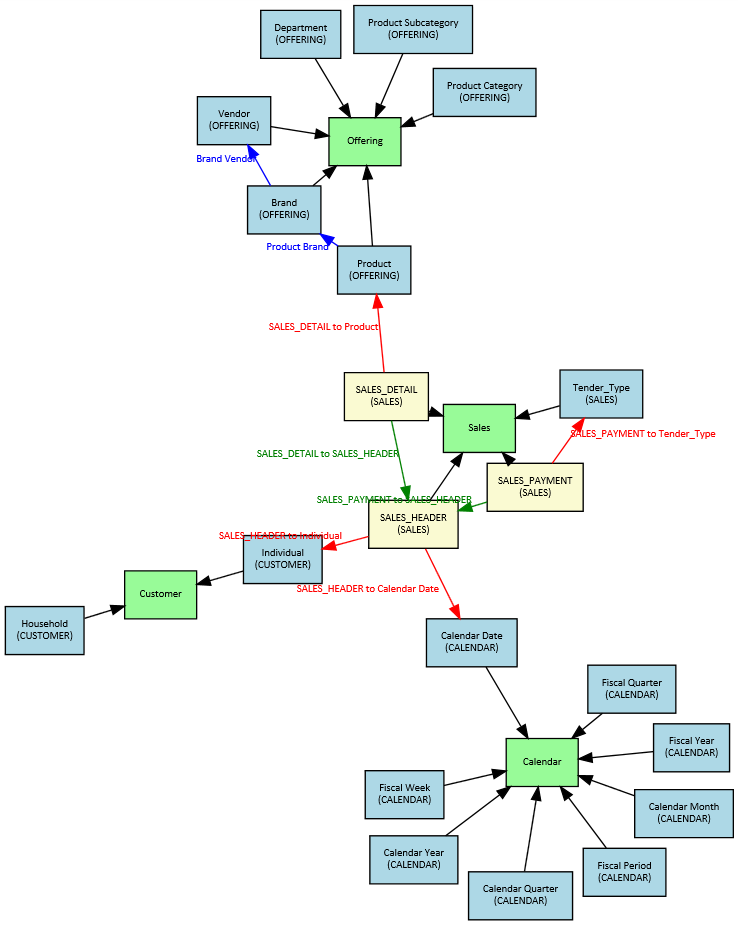 Department
(OFFERING)
Product Subcategory
(OFFERING)
Product Category
(OFFERING)
Vendor
(OFFERING)
Offering
Brand Vendor
Brand
(OFFERING)
Product Brand
Product
(OFFERING)
SALES_DETAIL to Product
SALES_DETAIL
(SALES)
Tender_Type
(SALES)
Sales
SALES_PAYMENT to Tender_Type
SALES_DETAIL to SALES_HEADER
SALES_PAYMENT
(SALES)
SALES_PAYMENT to SALES_HEADER
SALES_HEADER
(SALES)
SALES_HEADER to Individual
Individual
(CUSTOMER)
SALES_HEADER to Calendar Date
Customer
Household
(CUSTOMER)
Calendar Date
(CALENDAR)
Fiscal Quarter
(CALENDAR)
Fiscal Year
(CALENDAR)
Calendar
Fiscal Week
(CALENDAR)
Calendar Month
(CALENDAR)
Calendar Year
(CALENDAR)
Fiscal Period
(CALENDAR)
Calendar Quarter
(CALENDAR)